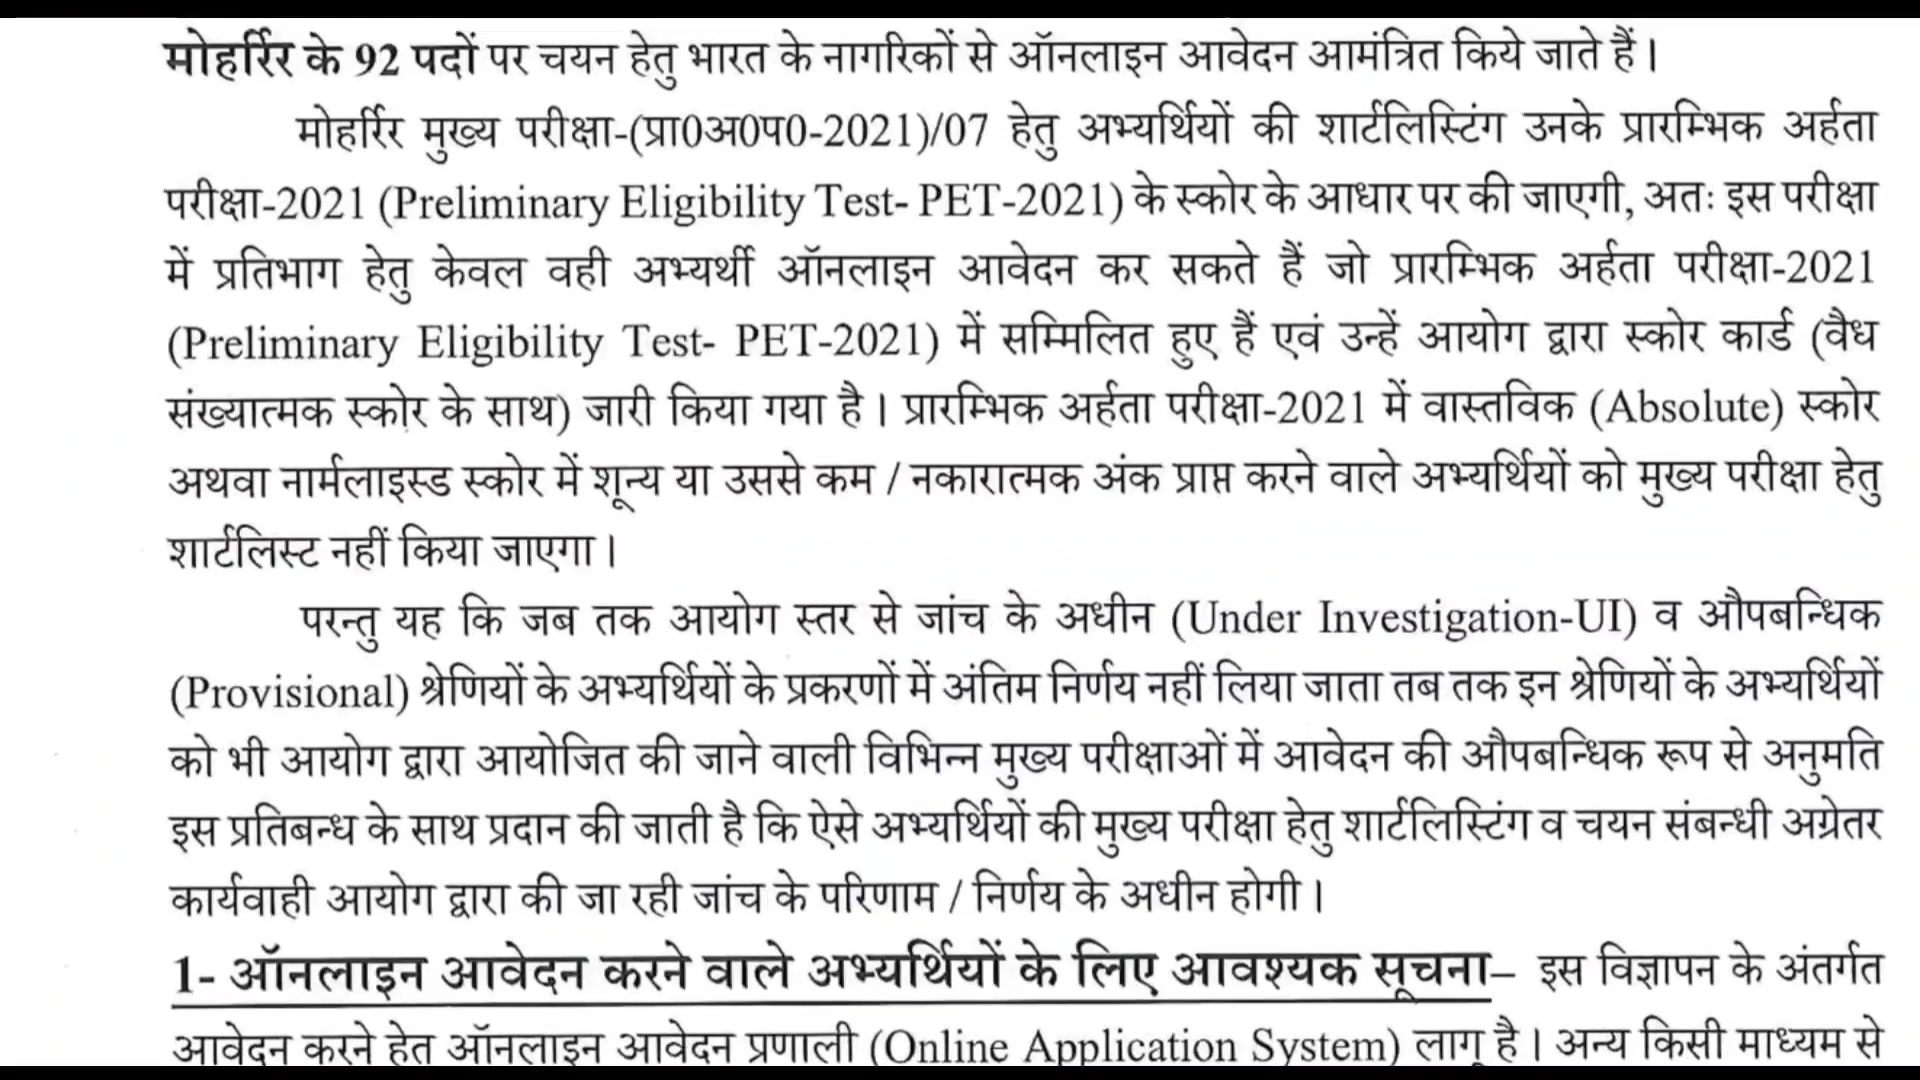 मोहर्रिर के 92 पदों पर चयन हेतु भारत के नागरिकों से ऑनलाइन आवेदन आमंत्रित किये जाते हैं।
मोहर्रिर मुख्य परीक्षा-(प्रा0अ0प0-2021)/07 हेतु अभ्यर्थियों की शार्टलिस्टिंग उनके प्रारम्भिक अर्हता
परीक्षा-2021 (Preliminary Eligibility Test- PET-2021) के स्कोर के आधार पर की जाएगी, अतः इस परीक्षा
में प्रतिभाग हेतु केवल वही अभ्यर्थी ऑनलाइन आवेदन कर सकते हैं जो प्रारम्भिक अर्हता परीक्षा-2021
(Preliminary Eligibility Test- PET-2021) में सम्मिलित हुए हैं एवं उन्हें आयोग द्वारा स्कोर कार्ड (वैध
संख्यात्मक स्कोर के साथ) जारी किया गया है। प्रारम्भिक अर्हता परीक्षा-2021 में वास्तविक (Absolute) स्कोर
अथवा नार्मलाइस्ड स्कोर में शून्य या उससे कम / नकारात्मक अंक प्राप्त करने वाले अभ्यर्थियों को मुख्य परीक्षा हेतु
शार्टलिस्ट नहीं किया जाएगा।
परन्तु यह कि जब तक आयोग स्तर से जांच के अधीन (Under Investigation-UI) व औपबन्धिक
(Provisional) श्रेणियों के अभ्यर्थियों के प्रकरणों में अंतिम निर्णय नहीं लिया जाता तब तक इन श्रेणियों के अभ्यर्थियों
को भी आयोग द्वारा आयोजित की जाने वाली विभिन्न मुख्य परीक्षाओं में आवेदन की औपबन्धिक रूप से अनुमति
इस प्रतिबन्ध के साथ प्रदान की जाती है कि ऐसे अभ्यर्थियों की मुख्य परीक्षा हेतु शार्टलिस्टिंग व चयन संबन्धी अग्रेतर
कार्यवाही आयोग द्वारा की जा रही जांच के परिणाम / निर्णय के अधीन होगी।
1- ऑनलाइन आवेदन करने वाले अभ्यर्थियों के लिए आवश्यक सूचना– इस विज्ञापन के अंतर्गत
आवेदन करने हेतु ऑनलाइन आवेदन प्रणाली (Online Application System) लागू है। अन्य किसी माध्यम से